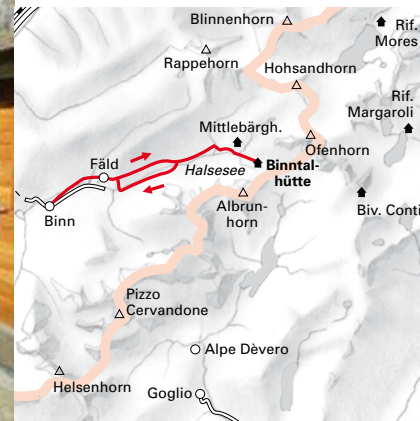 Blinnenhorn
Rif.
Mores
Rappehorn
Hohsandhorn
Rif.
Margaroli
Mittlebärgh.
Ofenhorn
Fäld
Halsesee
Binntal-
hütte
Albrun-
horn
Biv. Conti
Binn
Pizzo
Cervandone
Alpe Dèvero
Helsenhorn
Goglio